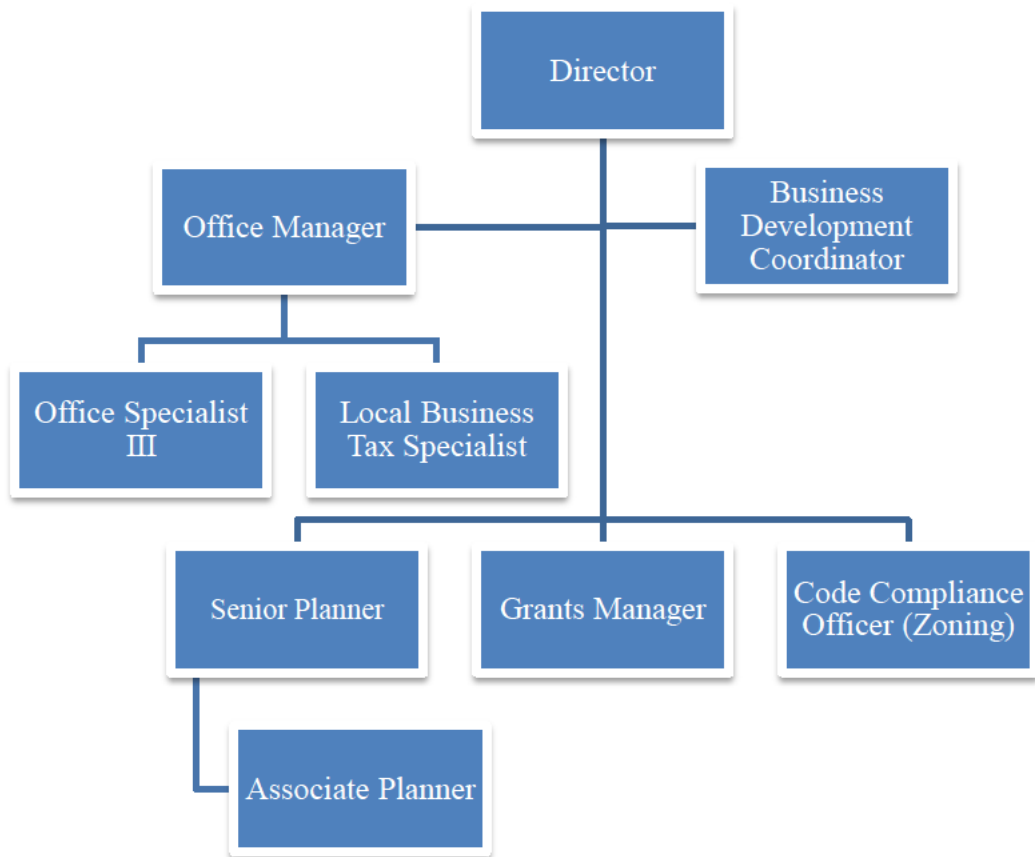 Director
Office Manager
Business
Development
Coordinator
Office Specialist
III
Local Business
Tax Specialist
Senior Planner
Grants Manager
Code Compliance
Officer (Zoning)
Associate Planner